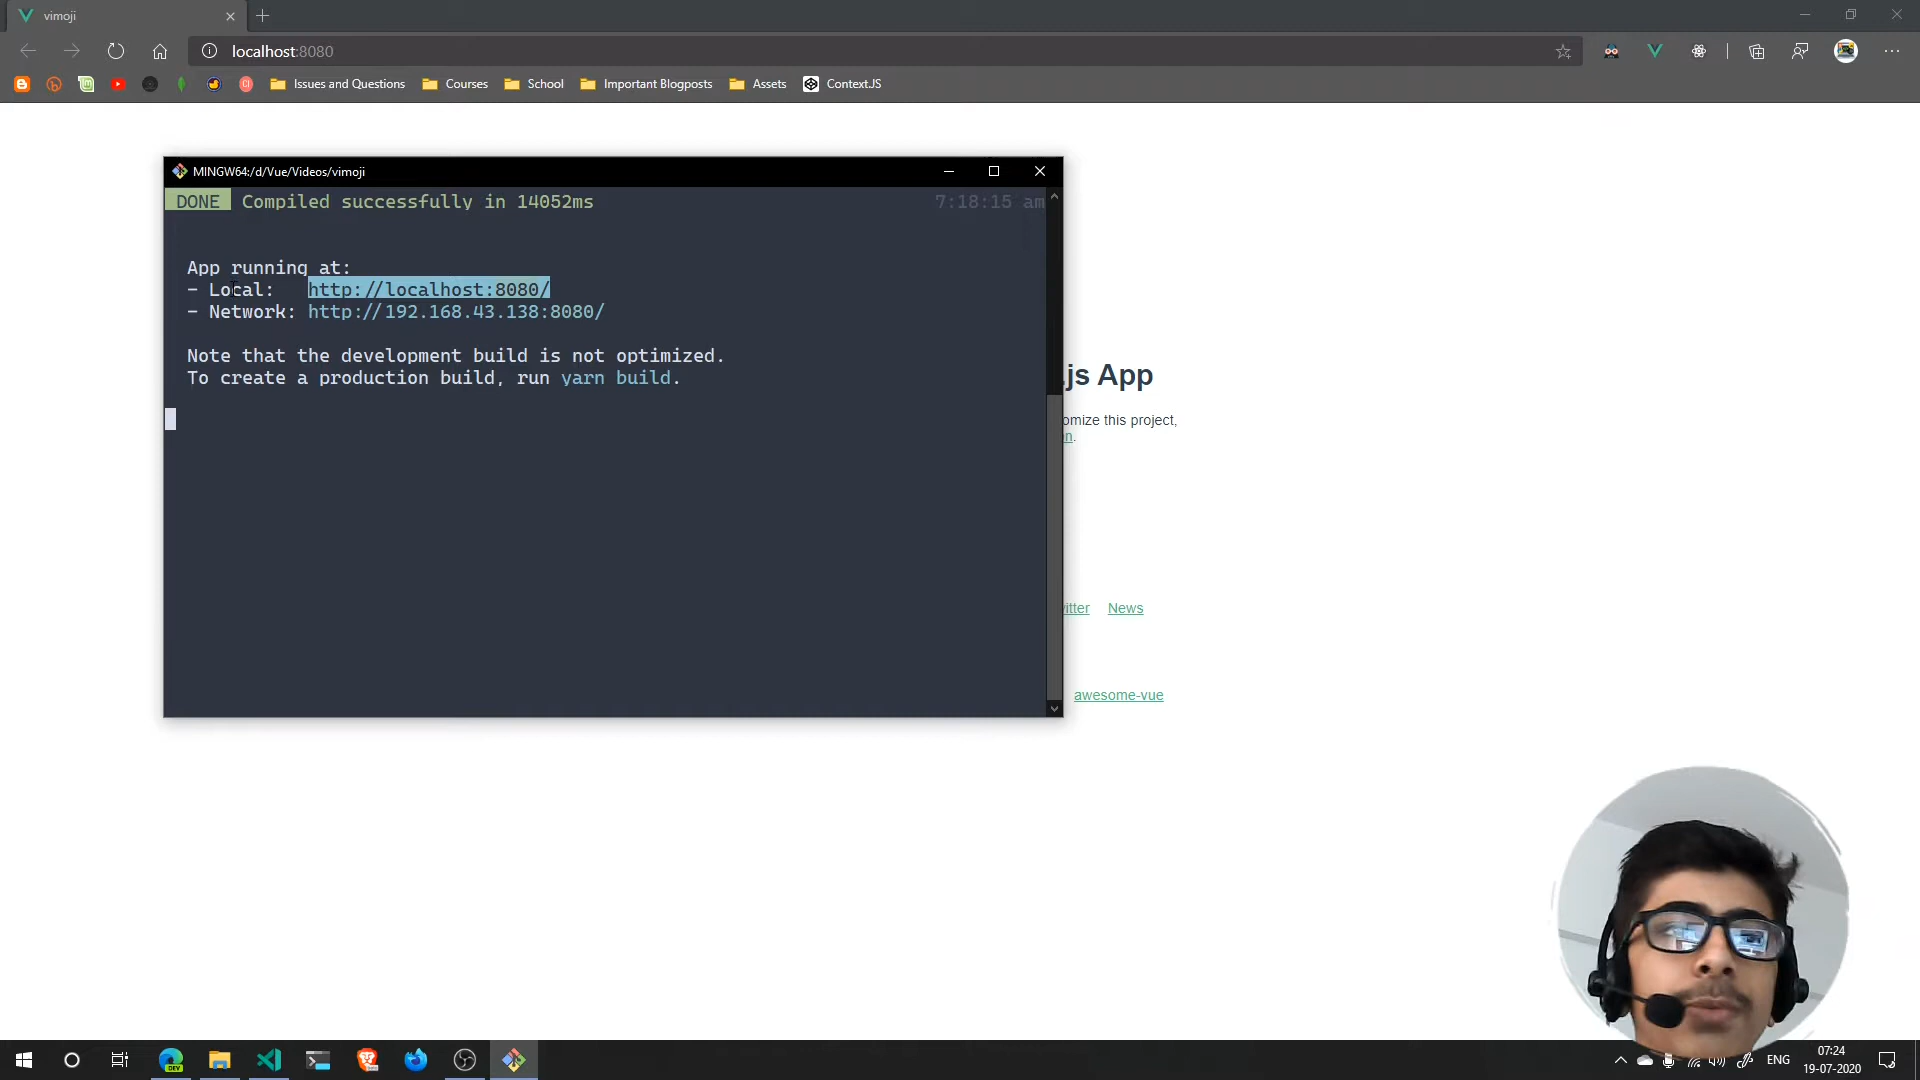 vimoji
localhost:8080
Issues and Questions
Courses
School
Important Blogposts
Assets
ContextJS
MINGW64:/d/Vue/Videos/vimoji
DONE Compiled successfully in 14052ms 7:18:15 am
App running at:
- Local: http://localhost:8080/
- Network: http://192.168.43.138:8080/
Note that the development build is not optimized.
To create a production build, run yarn build.
.js App
omize this project,
n.
itter News
awesome-vue
DEV
ENG
07:24
19-07-2020